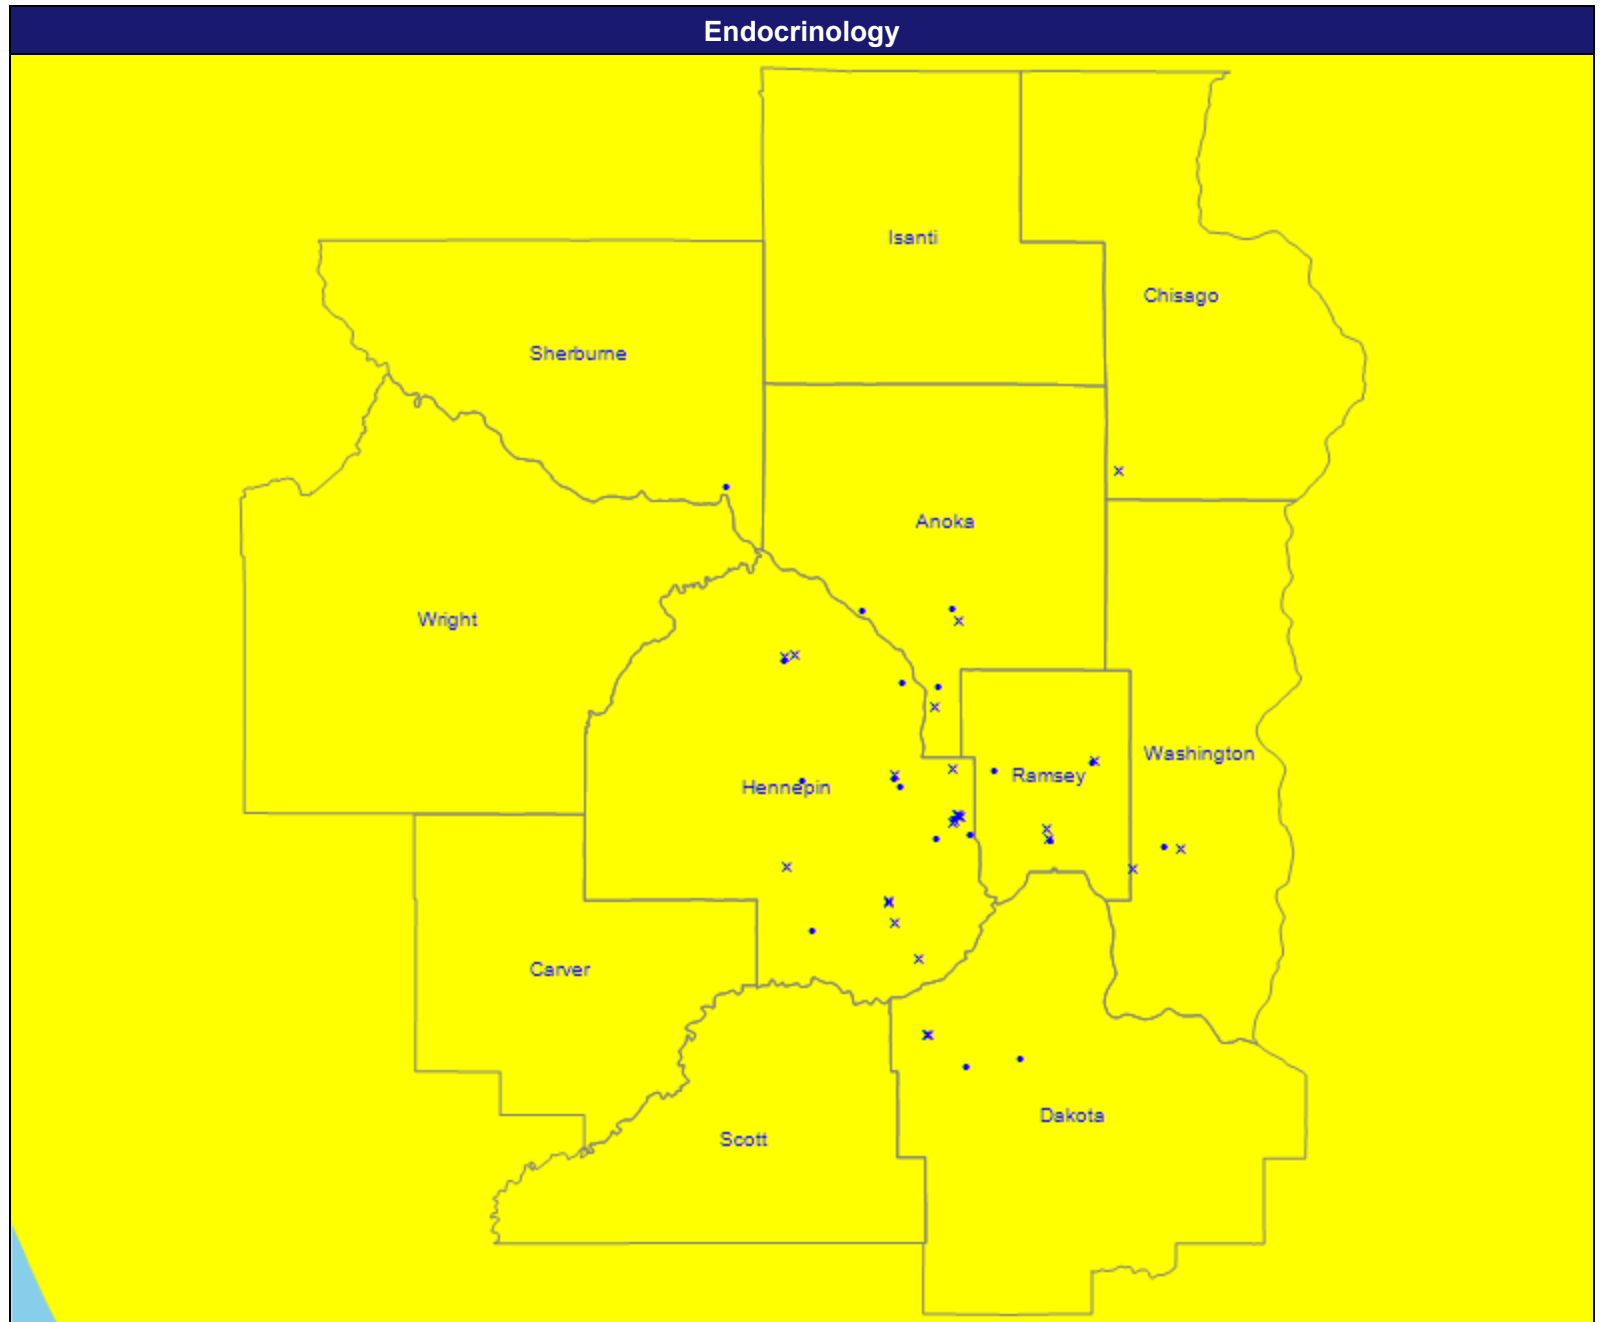 Endocrinology
Isanti
Chisago
Sherburne
Anoka
Wright
Washington
Ramsey
Hennepin
Carver
Dakota
Scott